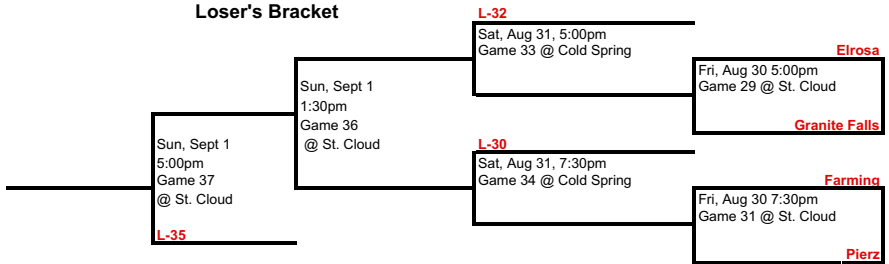 Loser's Bracket
L-32
Sat, Aug 31, 5:00pm
Game 33 @ Cold Spring
Elrosa
Fri, Aug 30 5:00pm
Game 29 @ St. Cloud
Granite Falls
Sun, Sept 1
1:30pm
Game 36
@ St. Cloud
Sun, Sept 1
5:00pm
Game 37
@ St. Cloud
L-35
L-30
Sat, Aug 31, 7:30pm
Game 34 @ Cold Spring
Farming
Fri, Aug 30 7:30pm
Game 31 @ St. Cloud
Pierz